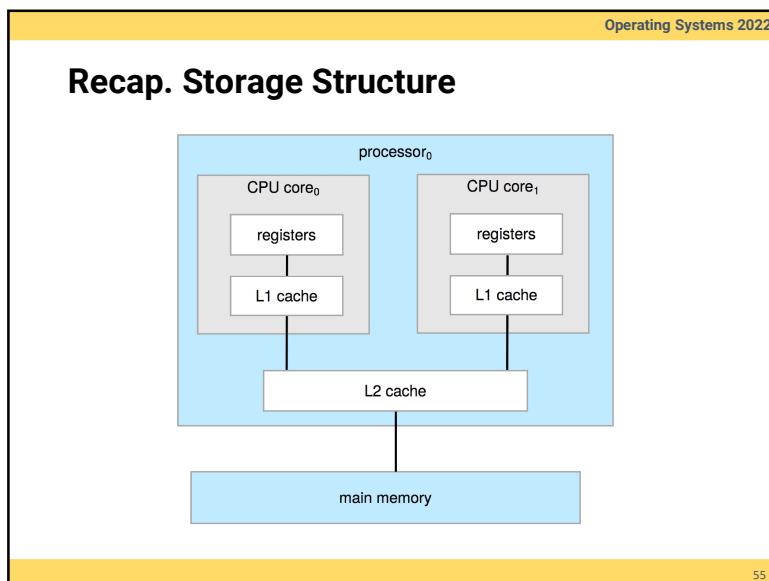 Operating Systems 2022
Recap. Storage Structure
processor₀
CPU core₀
CPU core₁
registers
registers
L1 cache
L1 cache
L2 cache
main memory
55